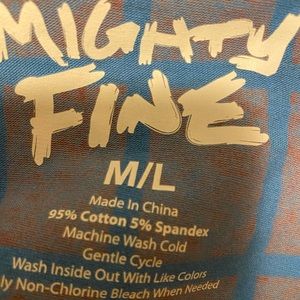 MIGHTY
FINE
M/L
Made In China
95% Cotton 5% Spandex
Machine Wash Cold
Gentle Cycle
Wash Inside Out With Like Colors
Non-Chlorine Bleach When Needed